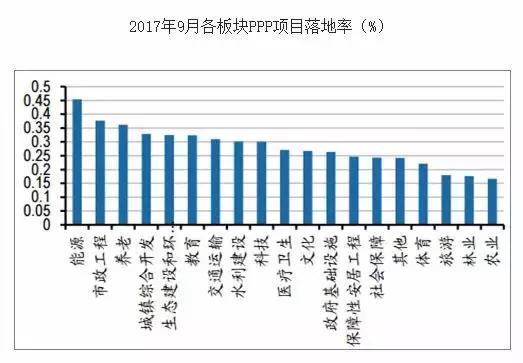 2017年9月各板块PPP项目落地率（%）
0.5
0.45
0.4
0.35
0.3
0.25
0.2
0.15
0.1
0.05
0
能源
市政工程
养老
城镇综合开发
生态建设和环…
教育
交通运输
水利建设
科技
医疗卫生
文化
政府基础设施
保障性安居工程
社会保障
其他
体育
旅游
林业
农业